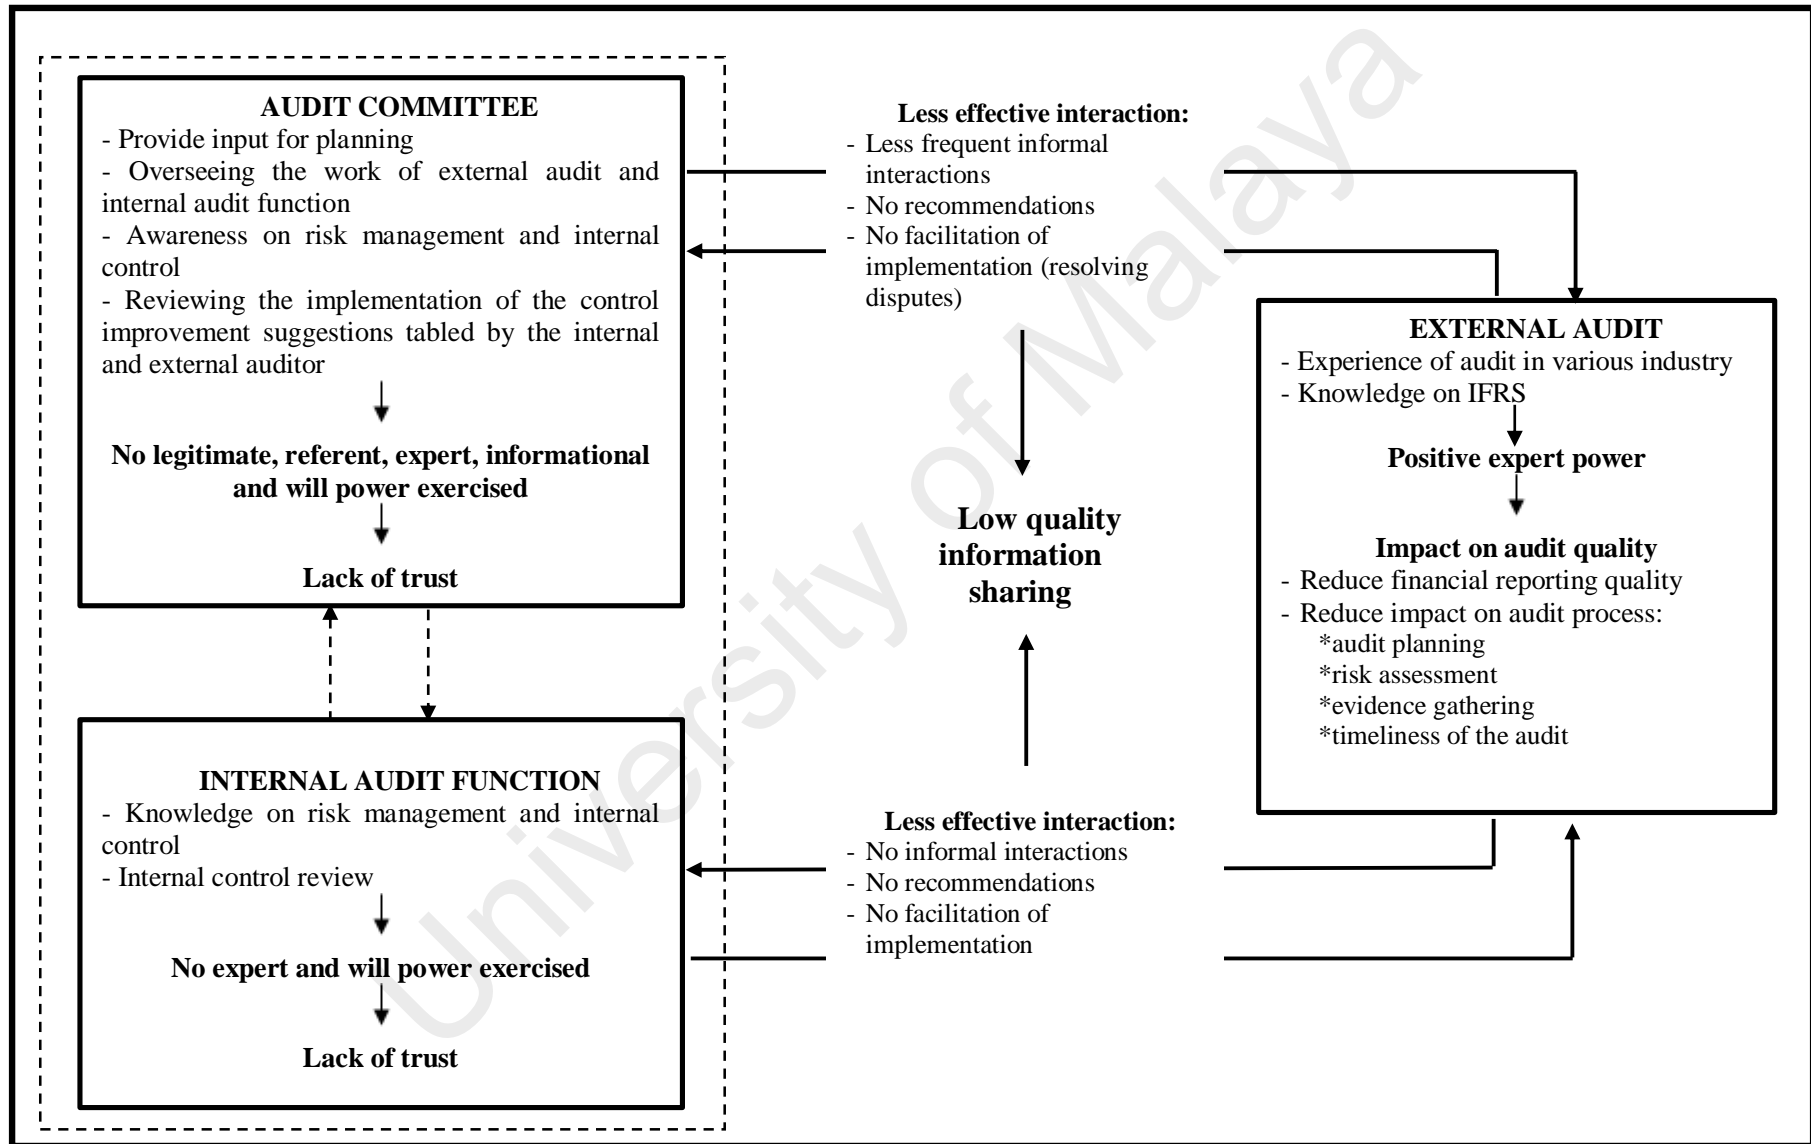 AUDIT COMMITTEE
- Provide input for planning
- Overseeing the work of external audit and
internal audit function
- Awareness on risk management and internal
control
- Reviewing the implementation of the control
improvement suggestions tabled by the internal
and external auditor
No legitimate, referent, expert, informational
and will power exercised
Lack of trust
INTERNAL AUDIT FUNCTION
- Knowledge on risk management and internal
control
- Internal control review
No expert and will power exercised
Lack of trust
Less effective interaction:
- Less frequent informal
interactions
- No recommendations
- No facilitation of
implementation (resolving
disputes)
Low quality
information
sharing
Less effective interaction:
- No informal interactions
- No recommendations
- No facilitation of
implementation
EXTERNAL AUDIT
- Experience of audit in various industry
- Knowledge on IFRS
Positive expert power
Impact on audit quality
- Reduce financial reporting quality
- Reduce impact on audit process:
*audit planning
*risk assessment
*evidence gathering
*timeliness of the audit
University of Malaya